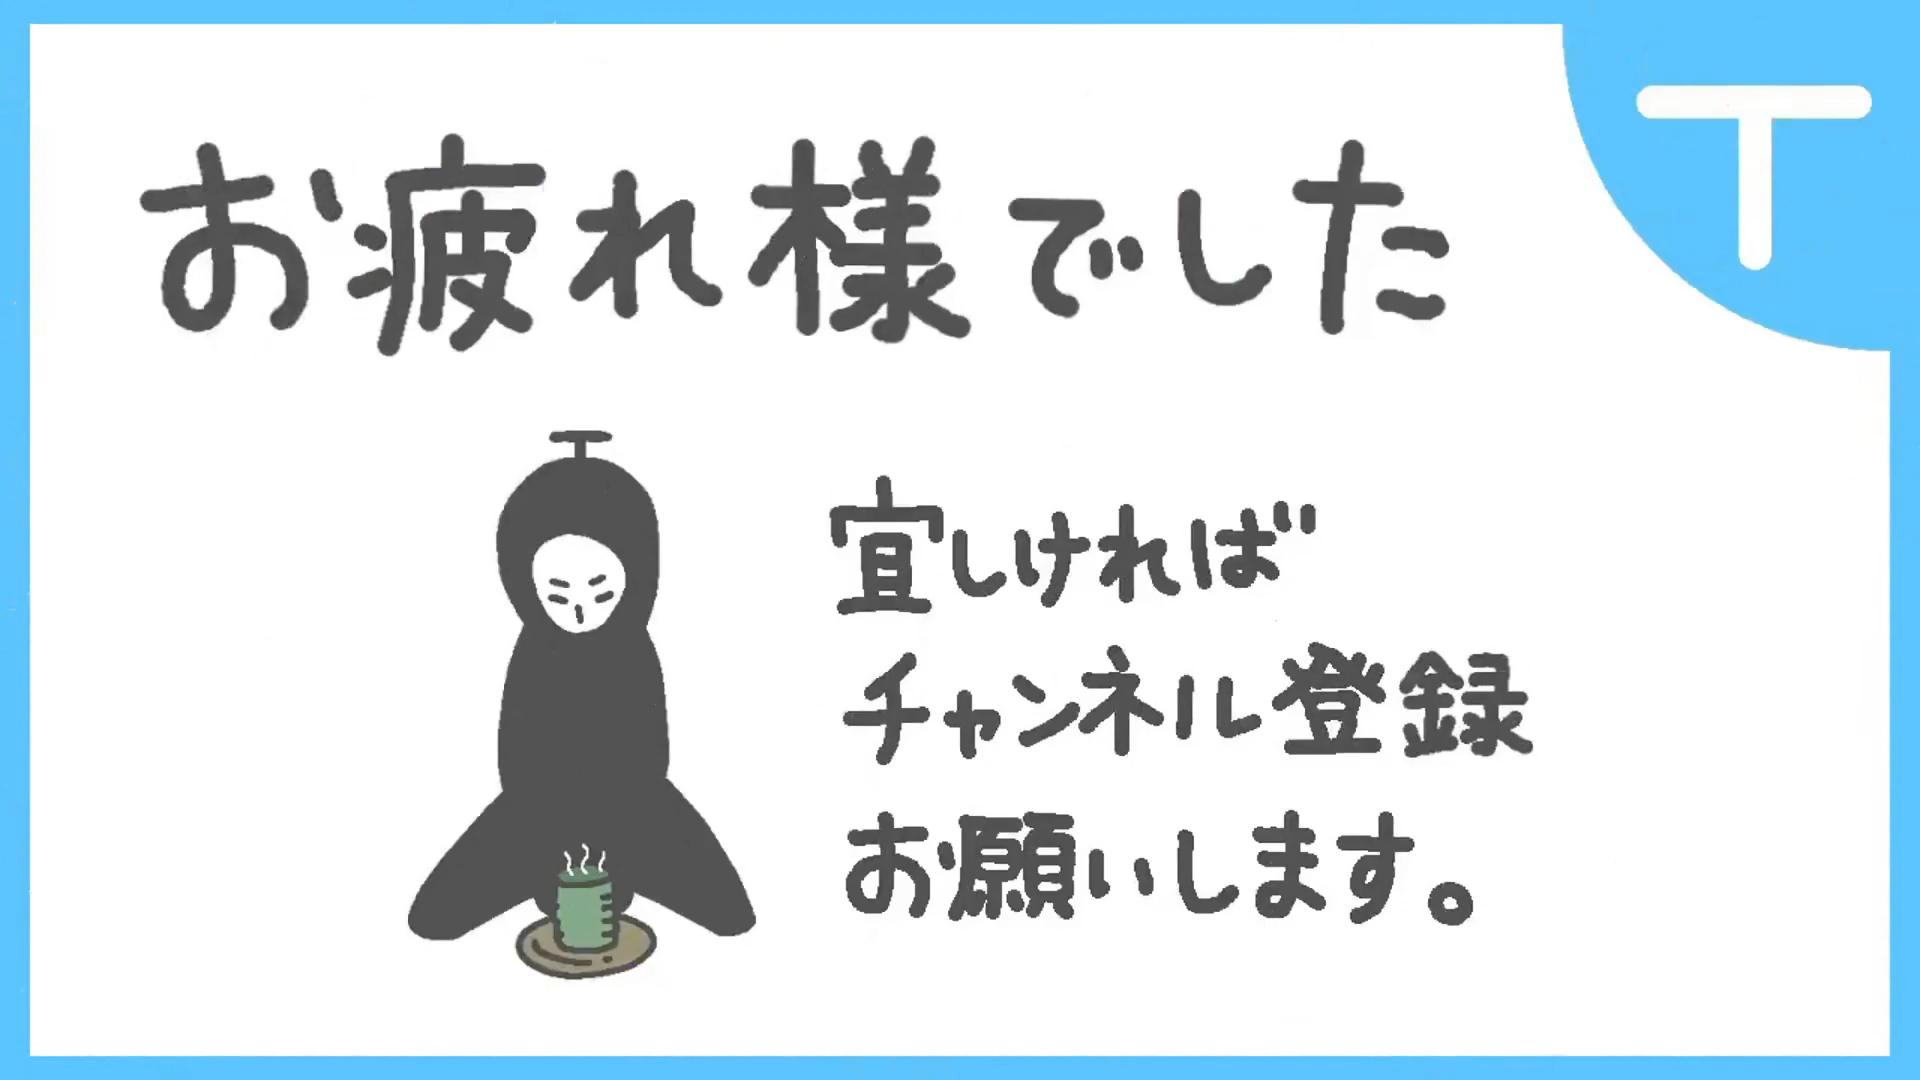 お疲れ様でした
T
宜しければ
チャンネル登録
お願いします。